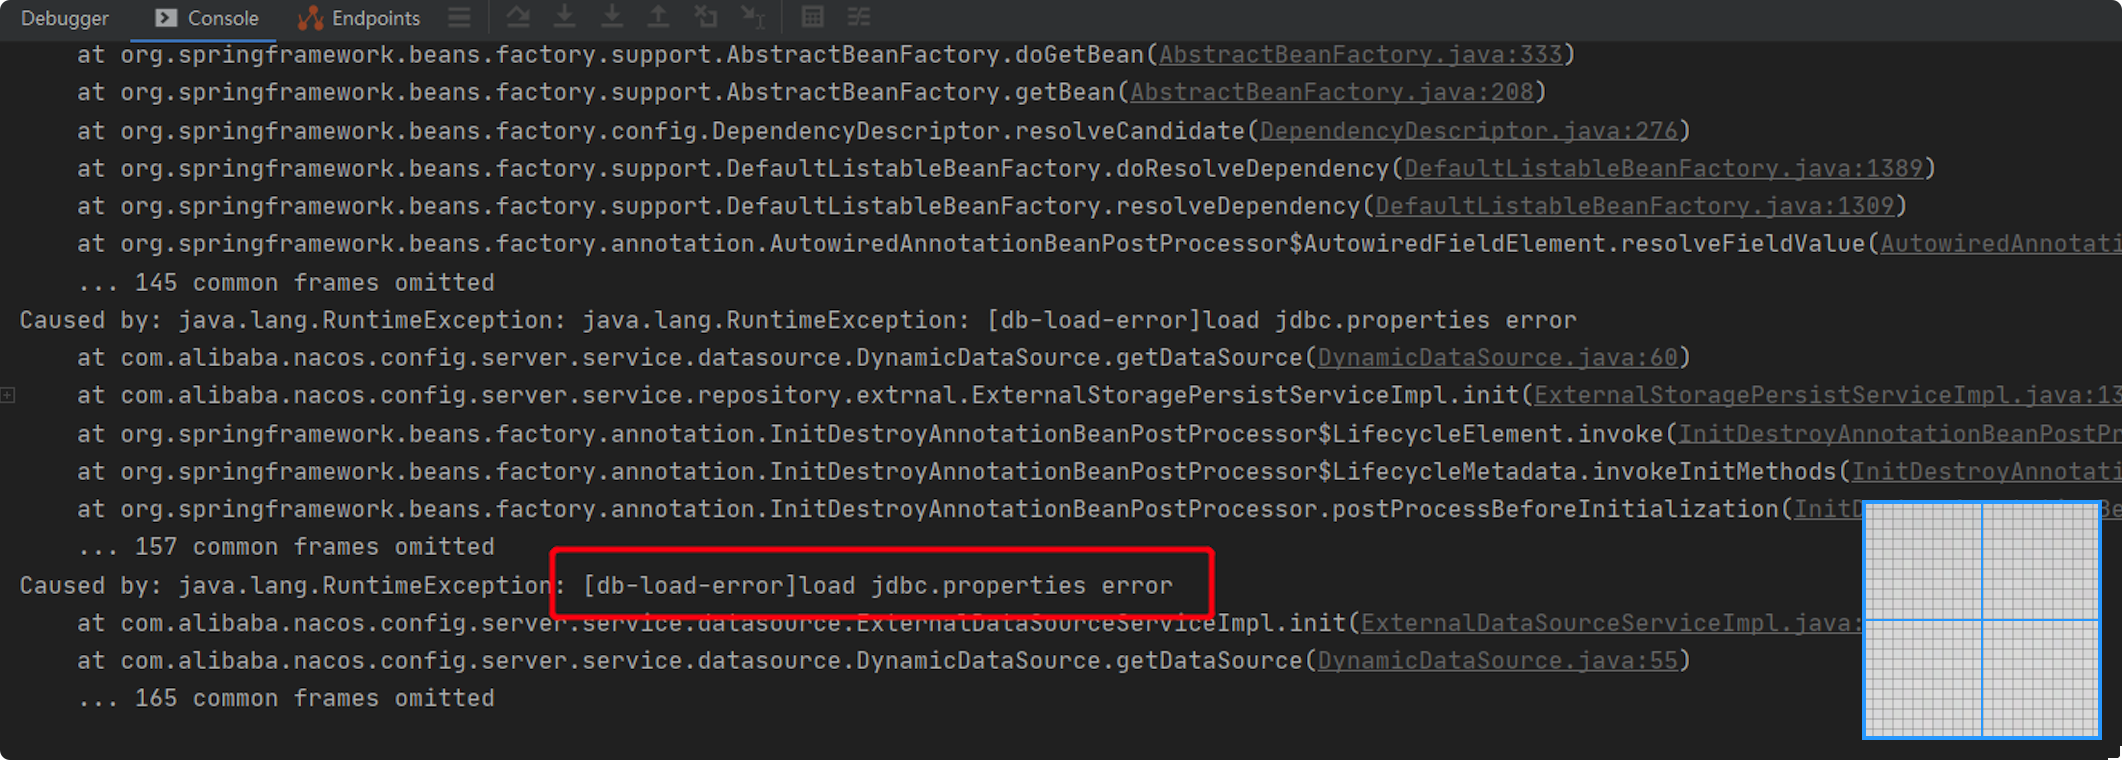 Debugger Console Endpoints
at org.springframework.beans.factory.support.AbstractBeanFactory.doGetBean(AbstractBeanFactory.java:333)
at org.springframework.beans.factory.support.AbstractBeanFactory.getBean(AbstractBeanFactory.java:208)
at org.springframework.beans.factory.config.DependencyDescriptor.resolveCandidate(DependencyDescriptor.java:276)
at org.springframework.beans.factory.support.DefaultListableBeanFactory.doResolveDependency(DefaultListableBeanFactory.java:1389)
at org.springframework.beans.factory.support.DefaultListableBeanFactory.resolveDependency(DefaultListableBeanFactory.java:1309)
at org.springframework.beans.factory.annotation.AutowiredAnnotationBeanPostProcessor$AutowiredFieldElement.resolveFieldValue(AutowiredAnnotati
... 145 common frames omitted
Caused by: java.lang.RuntimeException: java.lang.RuntimeException: [db-load-error]load jdbc.properties error
at com.alibaba.nacos.config.server.service.datasource.DynamicDataSource.getDataSource(DynamicDataSource.java:60)
at com.alibaba.nacos.config.server.service.repository.extrnal.ExternalStoragePersistServiceImpl.init(ExternalStoragePersistServiceImpl.java:13
at org.springframework.beans.factory.annotation.InitDestroyAnnotationBeanPostProcessor$LifecycleElement.invoke(InitDestroyAnnotationBeanPostPr
at org.springframework.beans.factory.annotation.InitDestroyAnnotationBeanPostProcessor$LifecycleMetadata.invokeInitMethods(InitDestroyAnnotati
at org.springframework.beans.factory.annotation.InitDestroyAnnotationBeanPostProcessor.postProcessBeforeInitialization(InitD
... 157 common frames omitted
Caused by: java.lang.RuntimeException: [db-load-error]load jdbc.properties error
at com.alibaba.nacos.config.server.service.datasource.ExternalDataSourceServiceImpl.init(ExternalDataSourceServiceImpl.java:
at com.alibaba.nacos.config.server.service.datasource.DynamicDataSource.getDataSource(DynamicDataSource.java:55)
... 165 common frames omitted